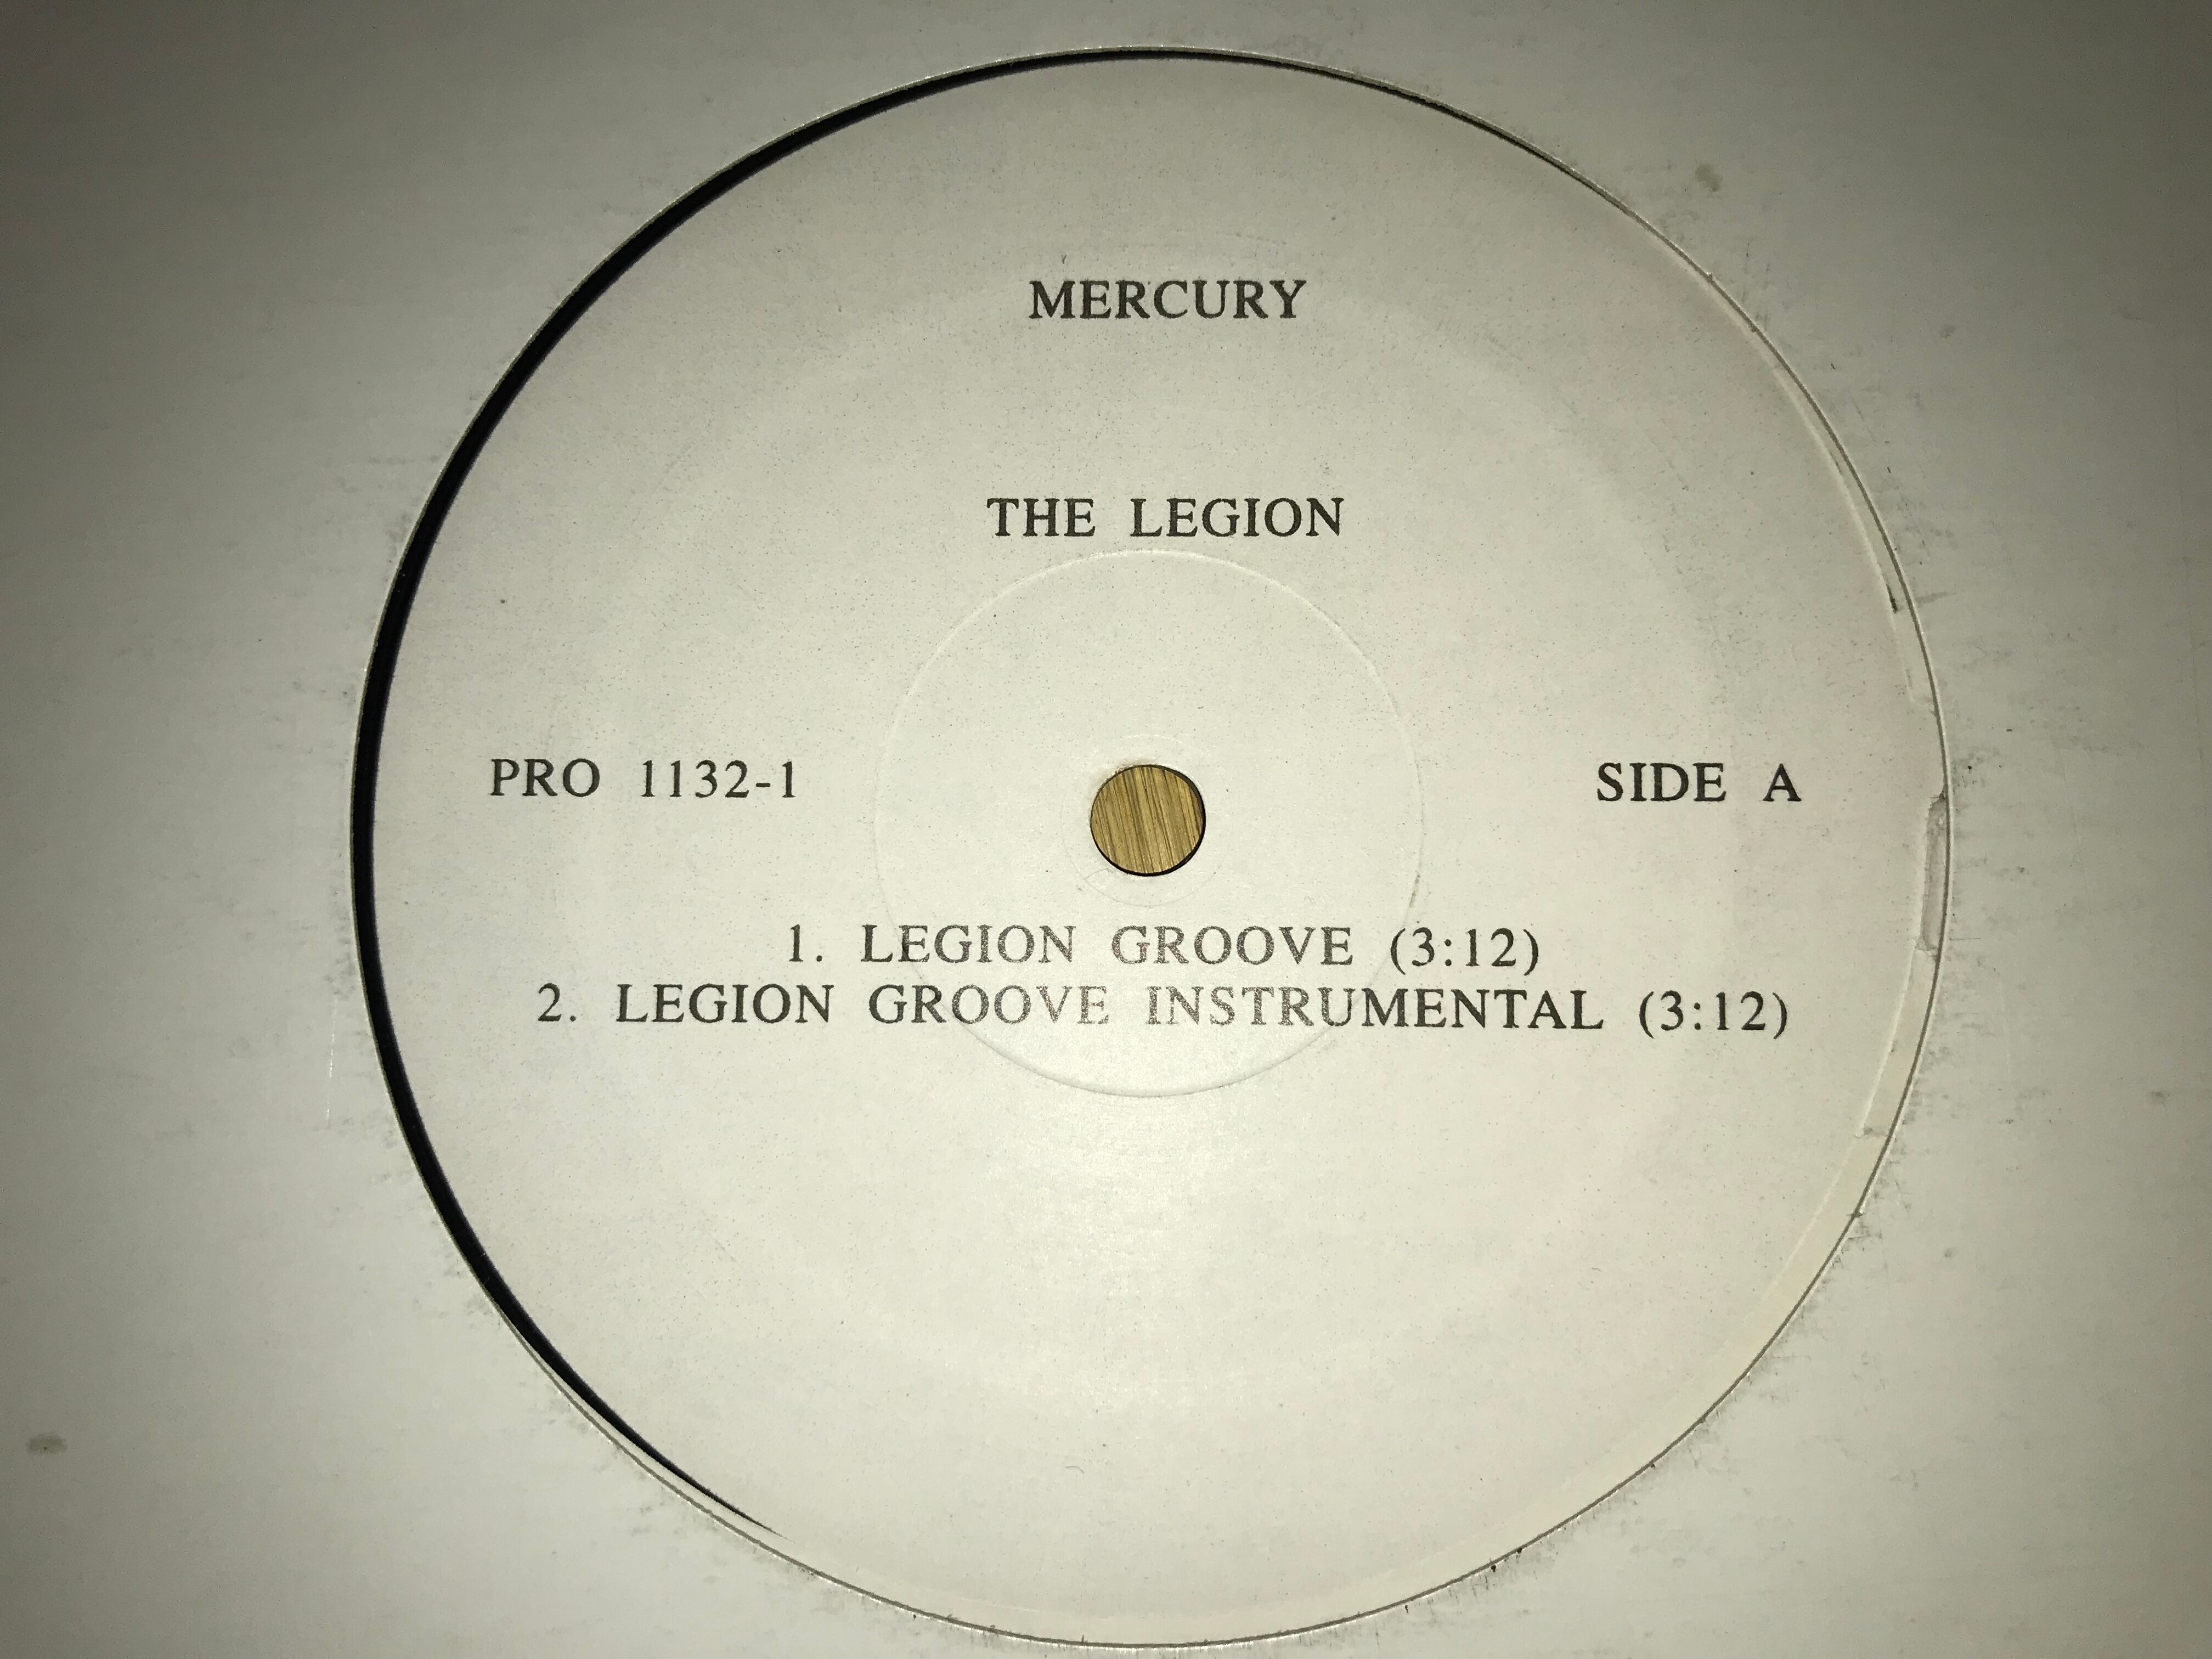 MERCURY
THE LEGION
PRO 1132-1
SIDE A
1. LEGION GROOVE (3:12)
2. LEGION GROOVE INSTRUMENTAL (3:12)